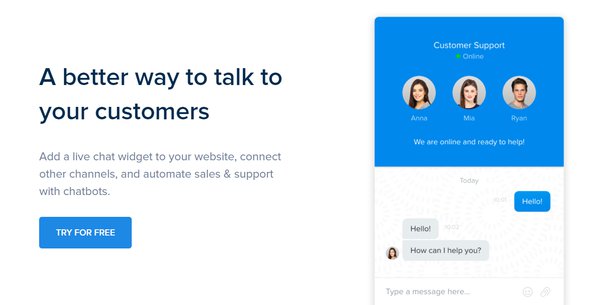 A better way to talk to
your customers
Add a live chat widget to your website, connect
other channels, and automate sales & support
with chatbots.
TRY FOR FREE
Customer Support
Online
Anna Mia Ryan
We are online and ready to help!
Today
Hello!
Hello!
How can I help you?
Type a message here...